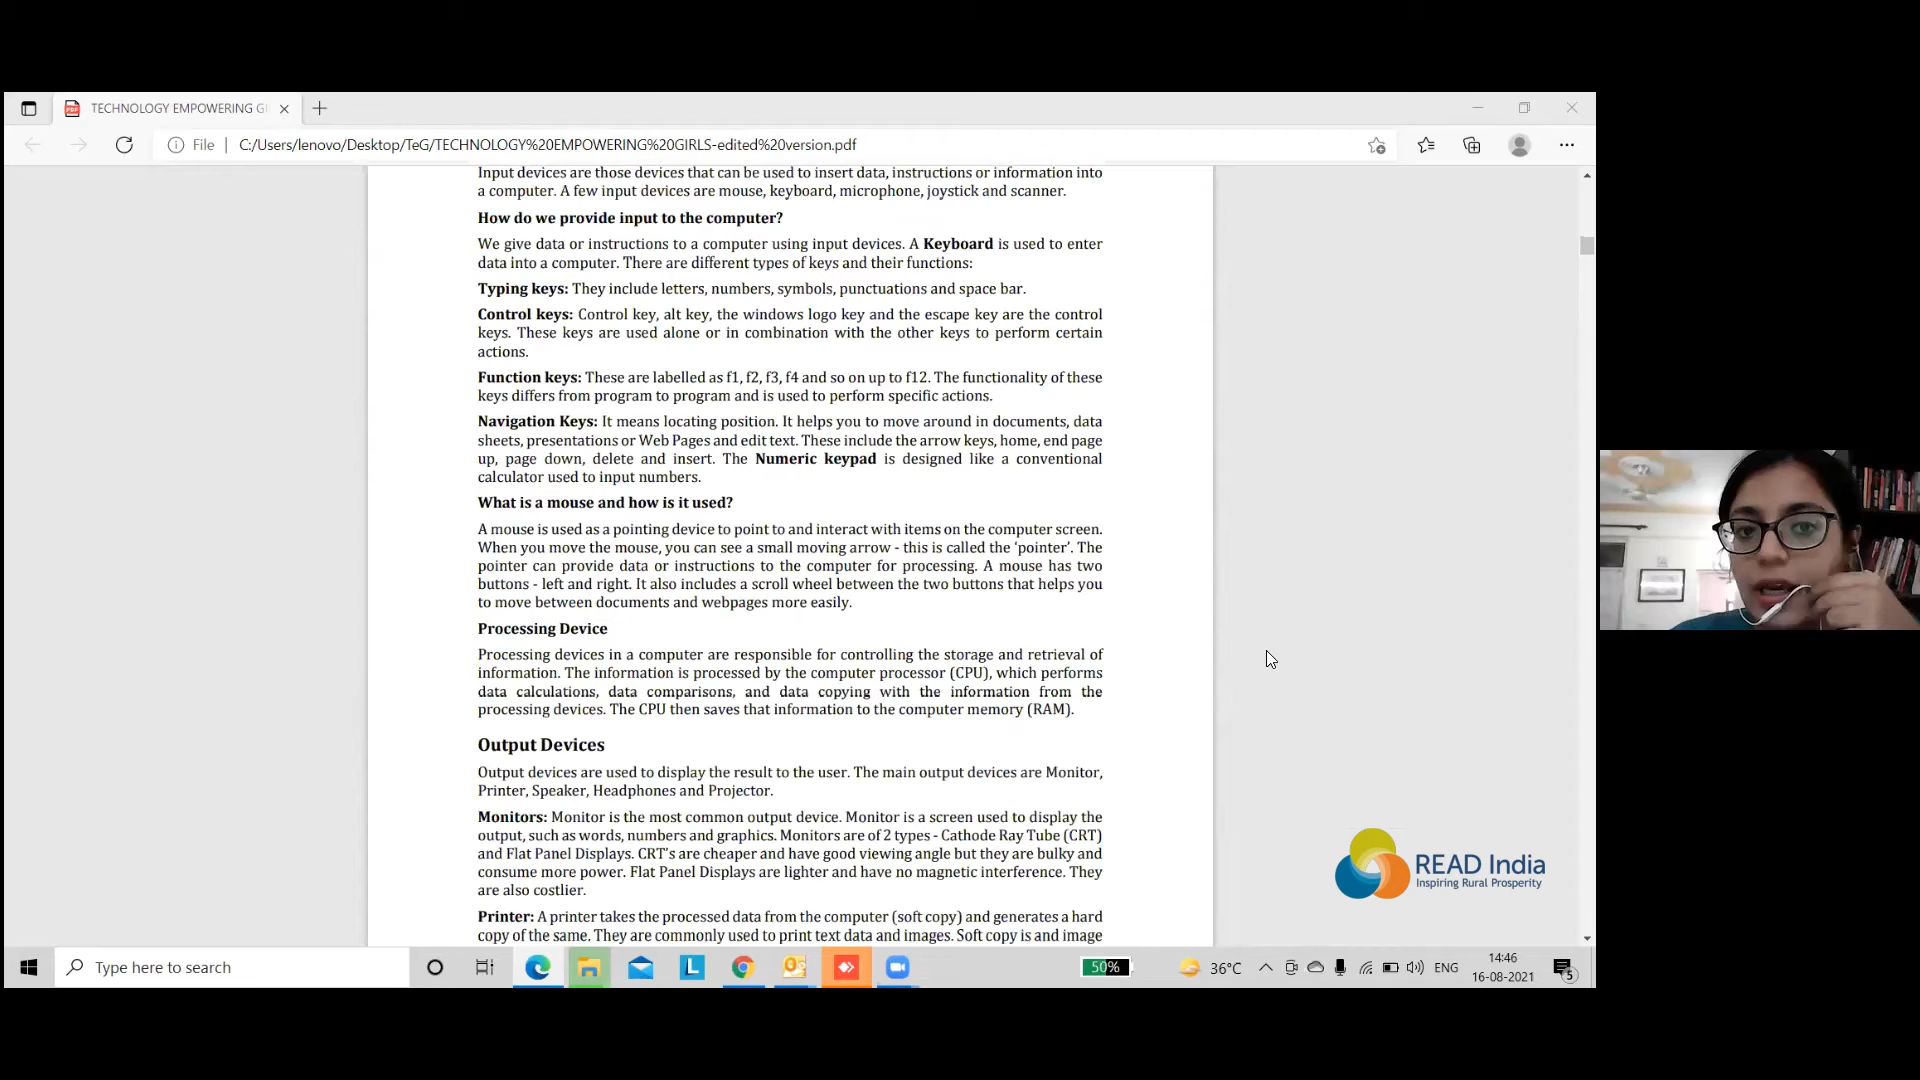 TECHNOLOGY EMPOWERING GI
File | C:/Users/lenovo/Desktop/TeG/TECHNOLOGY%20EMPOWERING%20GIRLS-edited%20version.pdf
Input devices are those devices that can be used to insert data, instructions or information into
a computer. A few input devices are mouse, keyboard, microphone, joystick and scanner.
How do we provide input to the computer?
We give data or instructions to a computer using input devices. A Keyboard is used to enter
data into a computer. There are different types of keys and their functions:
Typing keys: They include letters, numbers, symbols, punctuations and space bar.
Control keys: Control key, alt key, the windows logo key and the escape key are the control
keys. These keys are used alone or in combination with the other keys to perform certain
actions.
Function keys: These are labelled as f1, f2, f3, f4 and so on up to f12. The functionality of these
keys differs from program to program and is used to perform specific actions.
Navigation Keys: It means locating position. It helps you to move around in documents, data
sheets, presentations or Web Pages and edit text. These include the arrow keys, home, end page
up, page down, delete and insert. The Numeric keypad is designed like a conventional
calculator used to input numbers.
What is a mouse and how is it used?
A mouse is used as a pointing device to point to and interact with items on the computer screen.
When you move the mouse, you can see a small moving arrow - this is called the ‘pointer’. The
pointer can provide data or instructions to the computer for processing. A mouse has two
buttons - left and right. It also includes a scroll wheel between the two buttons that helps you
to move between documents and webpages more easily.
Processing Device
Processing devices in a computer are responsible for controlling the storage and retrieval of
information. The information is processed by the computer processor (CPU), which performs
data calculations, data comparisons, and data copying with the information from the
processing devices. The CPU then saves that information to the computer memory (RAM).
Output Devices
Output devices are used to display the result to the user. The main output devices are Monitor,
Printer, Speaker, Headphones and Projector.
Monitors: Monitor is the most common output device. Monitor is a screen used to display the
output, such as words, numbers and graphics. Monitors are of 2 types - Cathode Ray Tube (CRT)
and Flat Panel Displays. CRT's are cheaper and have good viewing angle but they are bulky and
consume more power. Flat Panel Displays are lighter and have no magnetic interference. They
are also costlier.
Printer: A printer takes the processed data from the computer (soft copy) and generates a hard
copy of the same. They are commonly used to print text data and images. Soft copy is and image
READ India
Inspiring Rural Prosperity
Type here to search
L
50%
36°C
ENG
14:46
16-08-2021
5